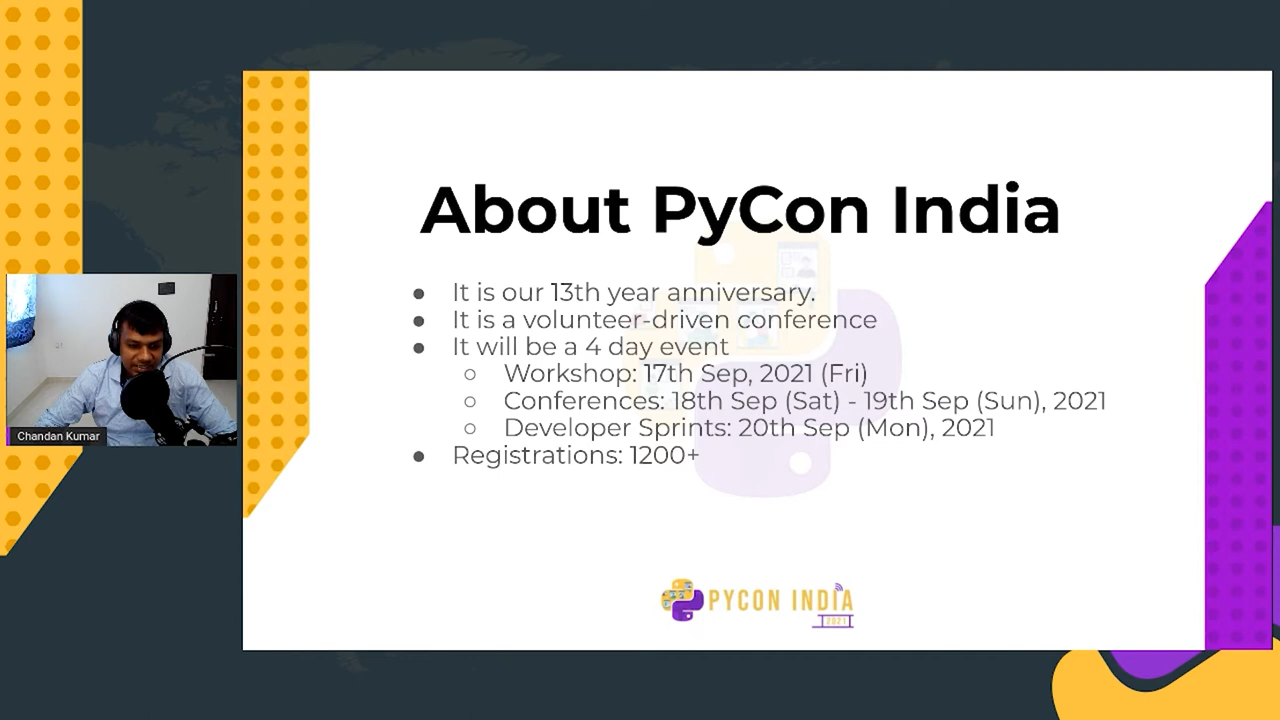 About PyCon India
● It is our 13th year anniversary.
● It is a volunteer-driven conference
● It will be a 4 day event
○ Workshop: 17th Sep, 2021 (Fri)
○ Conferences: 18th Sep (Sat) - 19th Sep (Sun), 2021
○ Developer Sprints: 20th Sep (Mon), 2021
● Registrations: 1200+
Chandan Kumar
PYCON INDIA
2021